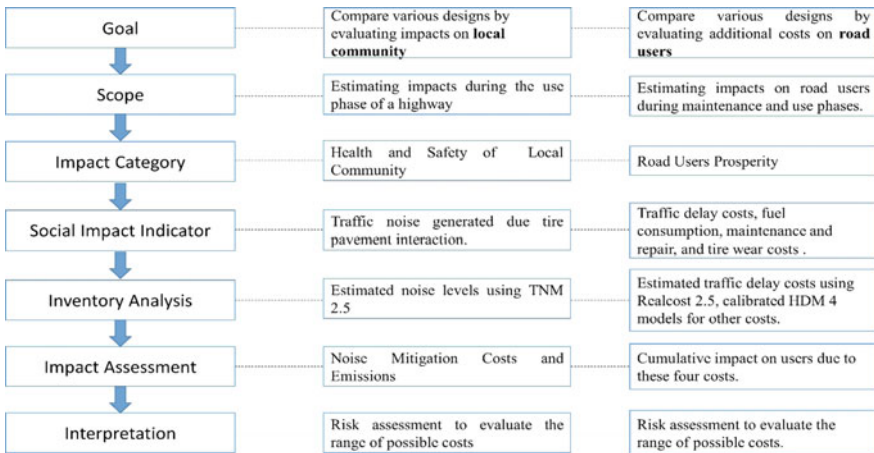 Goal
Compare various designs by
evaluating impacts on local
community
Compare various designs by
evaluating additional costs on road
users
Scope
Estimating impacts during the use
phase of a highway
Estimating impacts on road users
during maintenance and use phases.
Impact Category
Health and Safety of Local
Community
Road Users Prosperity
Social Impact Indicator
Traffic noise generated due tire
pavement interaction.
Traffic delay costs, fuel
consumption, maintenance and
repair, and tire wear costs .
Inventory Analysis
Estimated noise levels using TNM
2.5
Estimated traffic delay costs using
Realcost 2.5, calibrated HDM 4
models for other costs.
Impact Assessment
Noise Mitigation Costs and
Emissions
Cumulative impact on users due to
these four costs.
Interpretation
Risk assessment to evaluate the
range of possible costs
Risk assessment to evaluate the
range of possible costs.